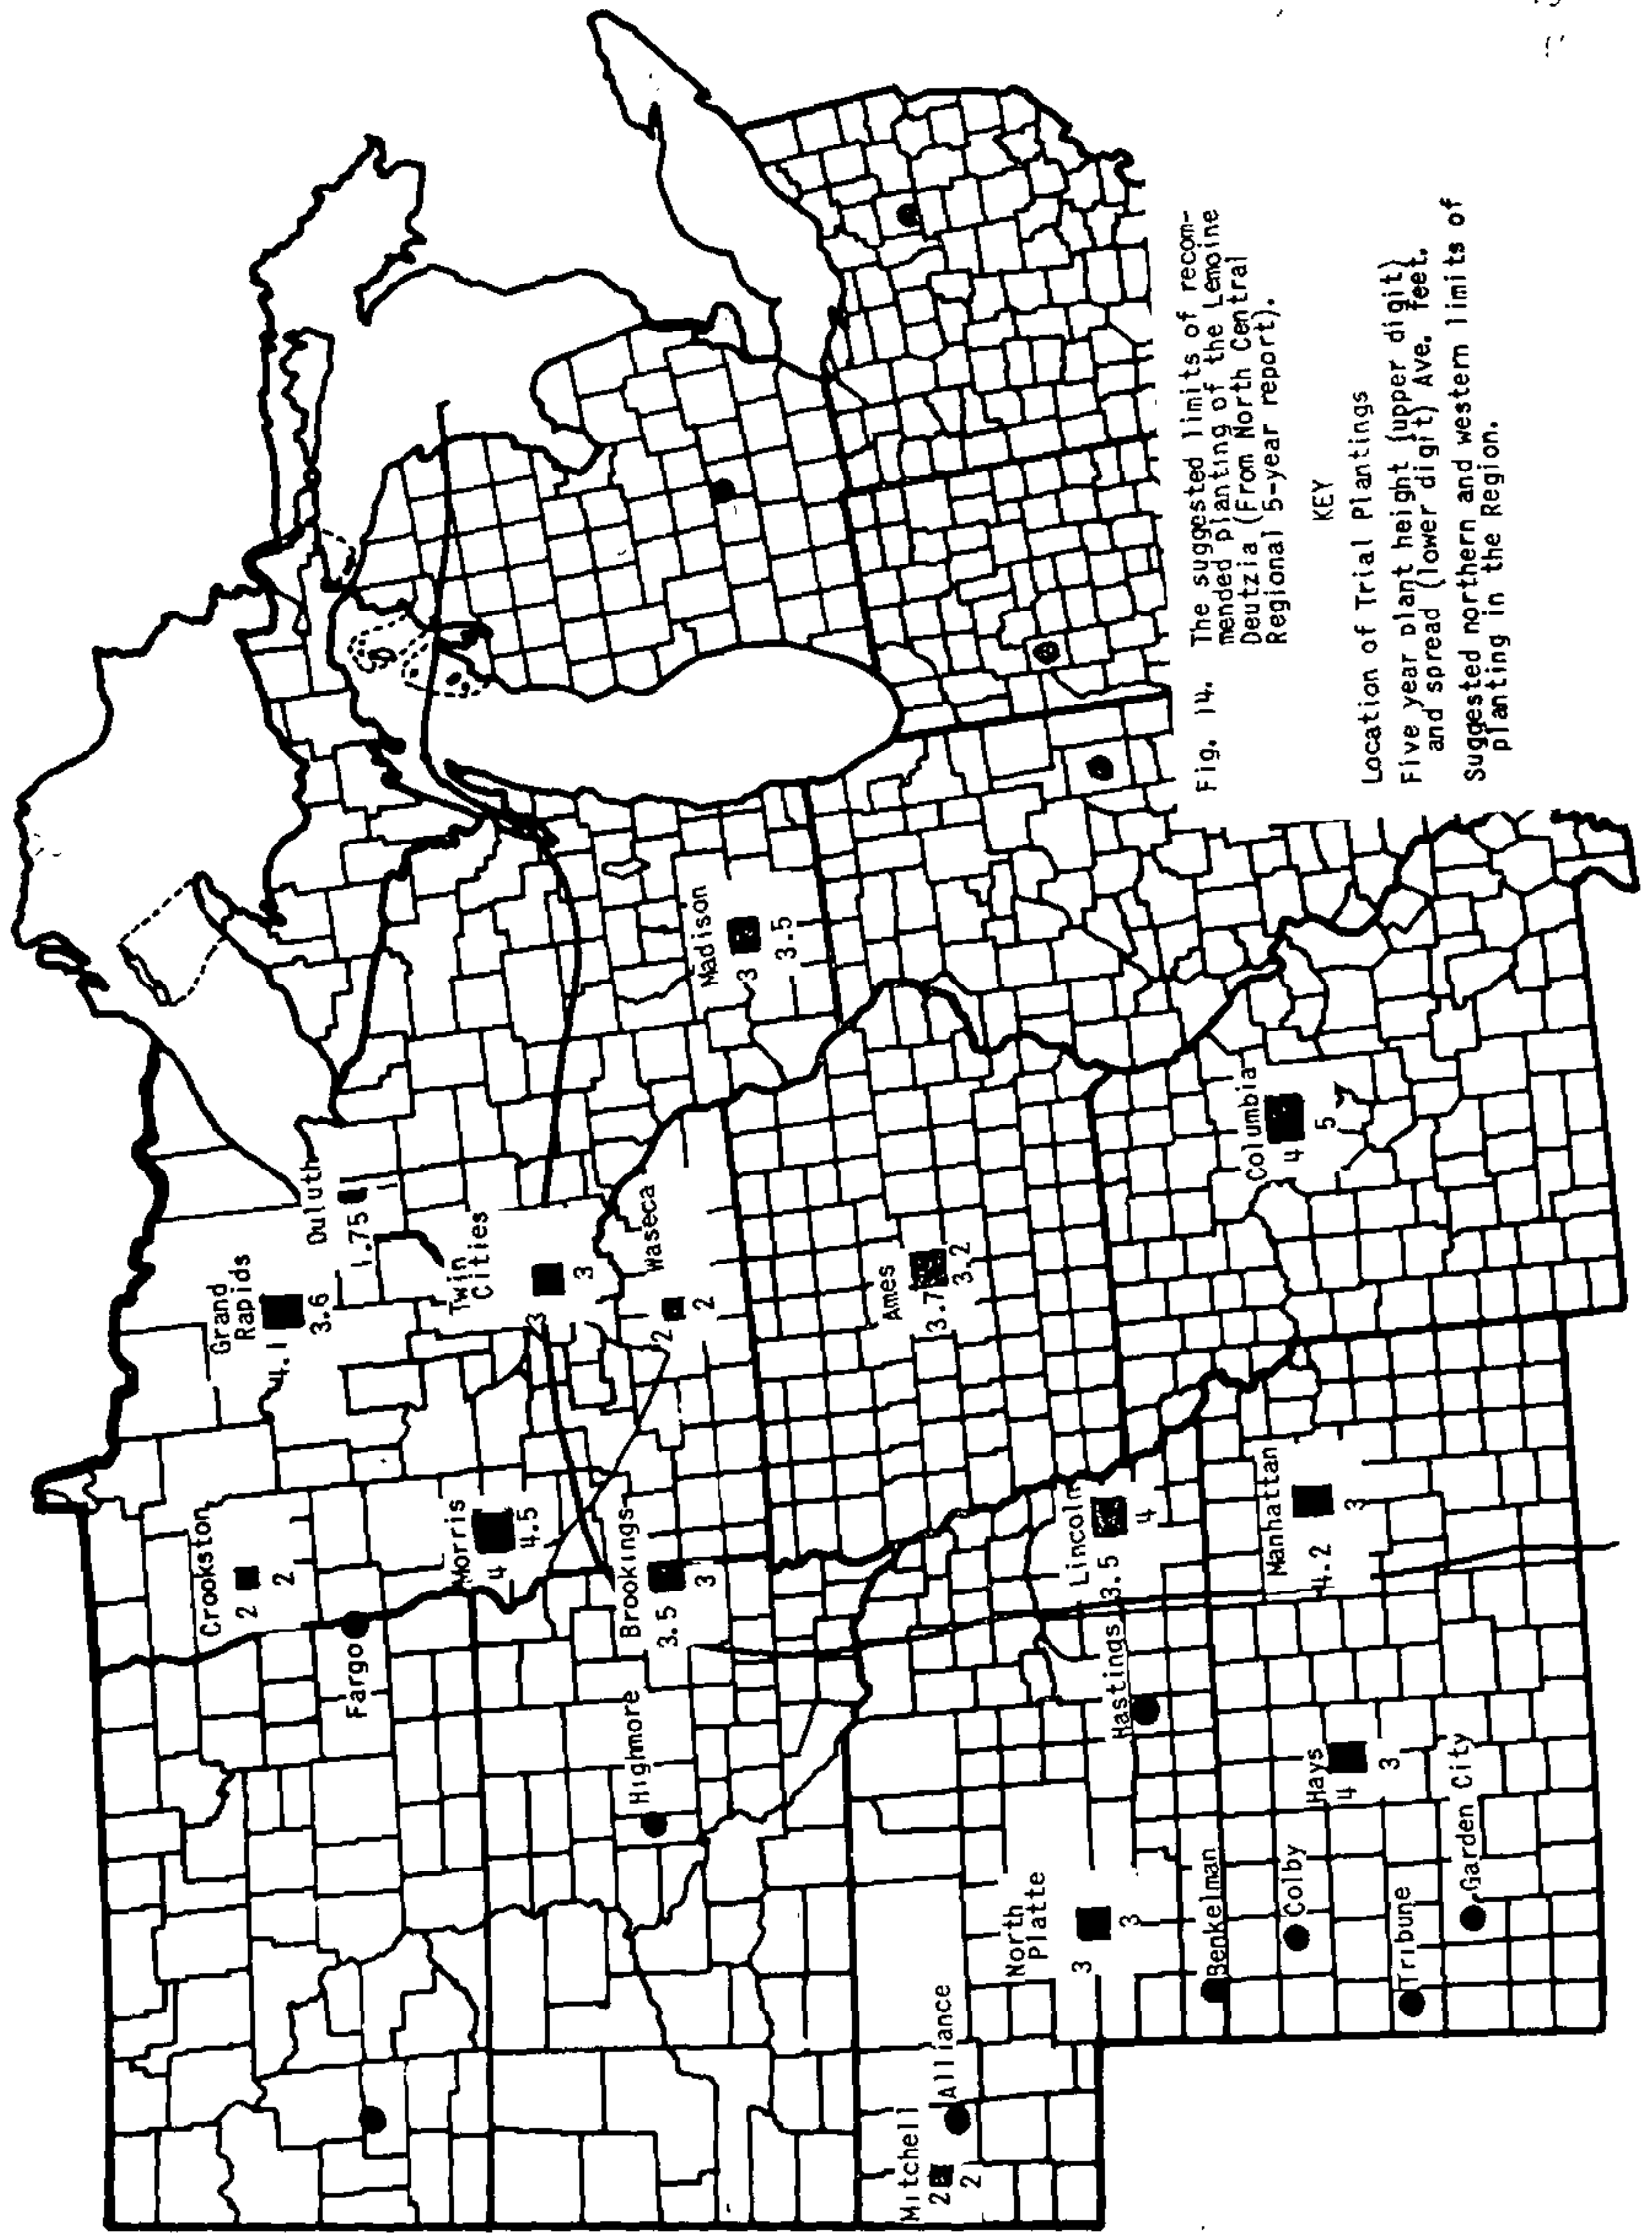 Crookston
2
2
Grand
Rapids
4.1
3.6
Duluth
1.75
Fargo
Morris
4
4.5
Twin
Cities
3
3
Highmore
Brookings
3.5
3
Waseca
2
2
Madison
3
3.5
Mitchell
2
2
Alliance
North
Platte
3
3
Ames
3.7
3.2
Hastings
Lincoln
3.5
4
Columbia
4
5
Benkelman
Colby
Hays
4
3
Manhattan
4.2
3
Tribune
Garden City
Fig. 14. The suggested limits of recom-
mended planting of the Lemoine
Deutzia (From North Central
Regional 5-year report).
KEY
Location of Trial Plantings
Five year plant height (upper digit)
and spread (lower digit) Ave. feet.
Suggested northern and western limits of
planting in the Region.